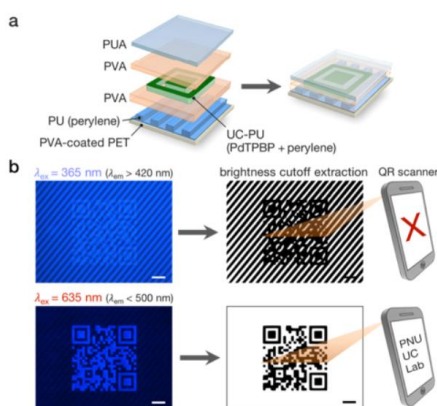 a
PUA
PVA
PVA
PU (perylene)
PVA-coated PET
UC-PU
(PdTPBP + perylene)
b
λex = 365 nm (λem > 420 nm)
brightness cutoff extraction
QR scanner
X
λex = 635 nm (λem < 500 nm)
PNU
UC
Lab